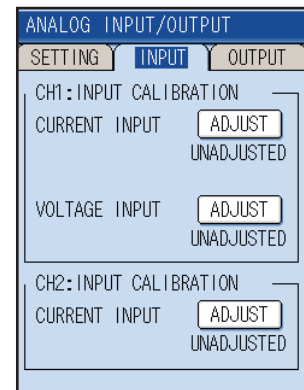 ANALOG INPUT/OUTPUT
SETTING INPUT OUTPUT
CH1:INPUT CALIBRATION
CURRENT INPUT ADJUST
UNADJUSTED
VOLTAGE INPUT ADJUST
UNADJUSTED
CH2:INPUT CALIBRATION
CURRENT INPUT ADJUST
UNADJUSTED